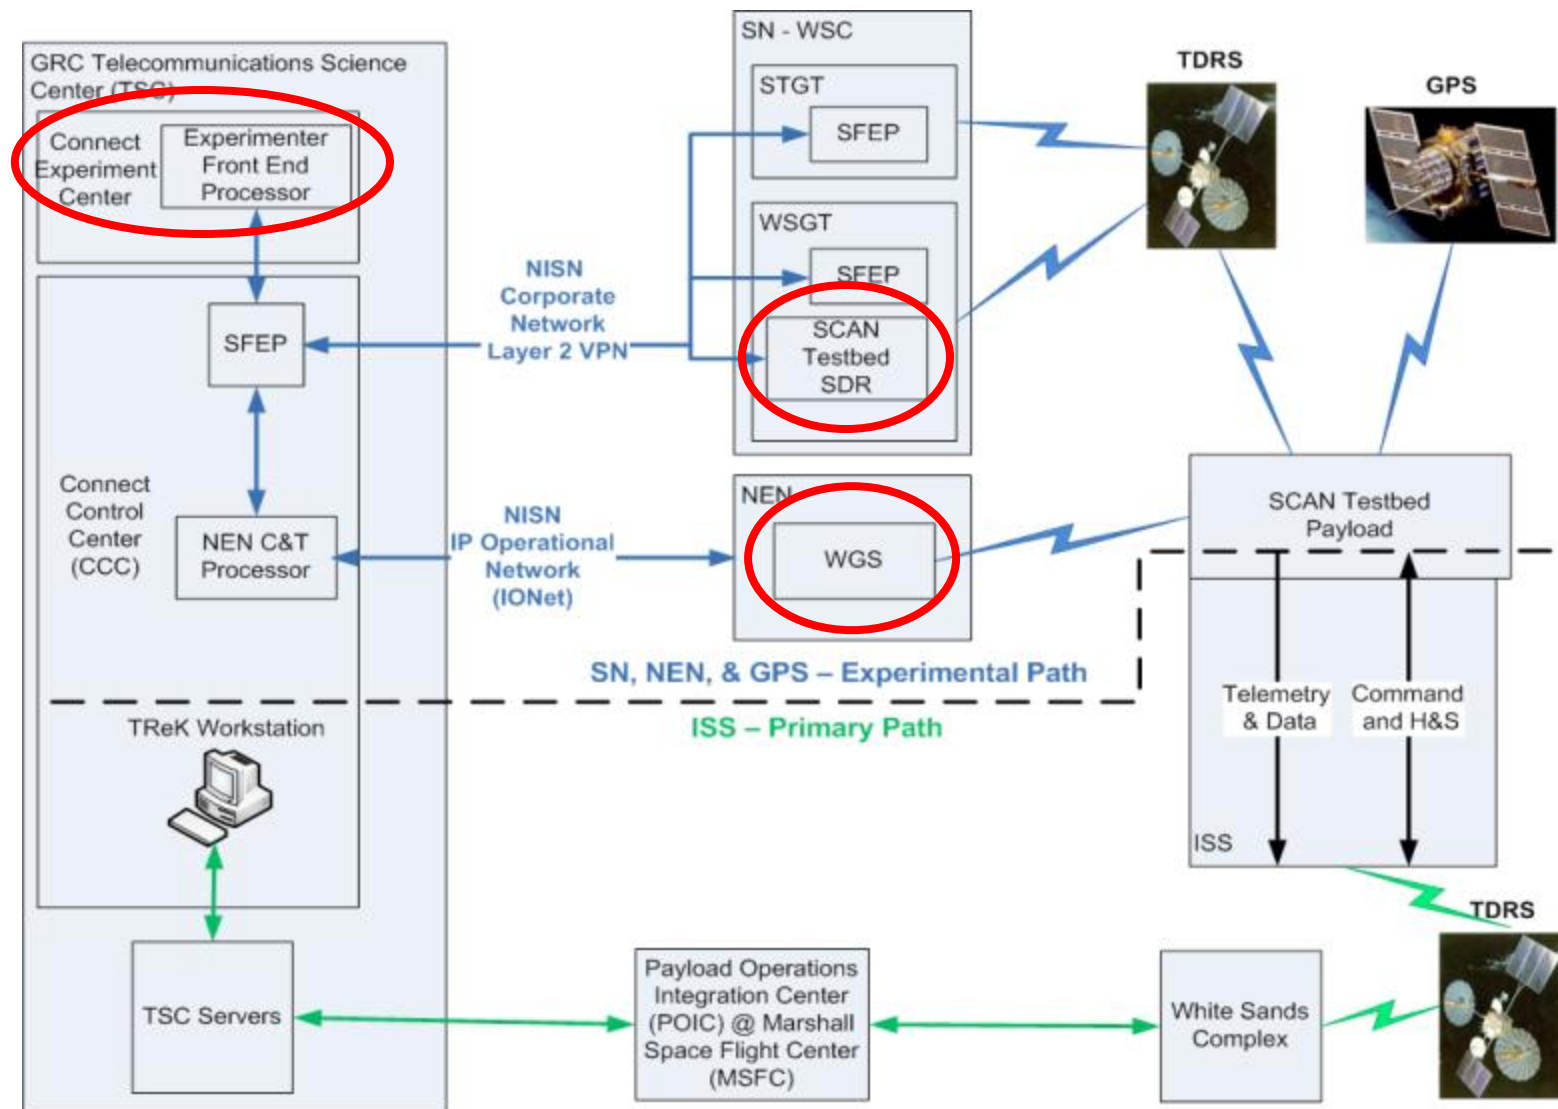 GRC Telecommunications Science
Center (TSC)
Connect
Experiment
Center
Experimenter
Front End
Processor
SFEP
Connect
Control
Center
(CCC)
NEN C&T
Processor
TReK Workstation
TSC Servers
NISN
Corporate
Network
Layer 2 VPN
NISN
IP Operational
Network
(IONet)
SN - WSC
STGT
SFEP
WSGT
SFEP
SCAN
Testbed
SDR
NEN
WGS
TDRS
GPS
SCAN Testbed
Payload
SN, NEN, & GPS – Experimental Path
ISS – Primary Path
Telemetry
& Data
Command
and H&S
ISS
TDRS
Payload Operations
Integration Center
(POIC) @ Marshall
Space Flight Center
(MSFC)
White Sands
Complex